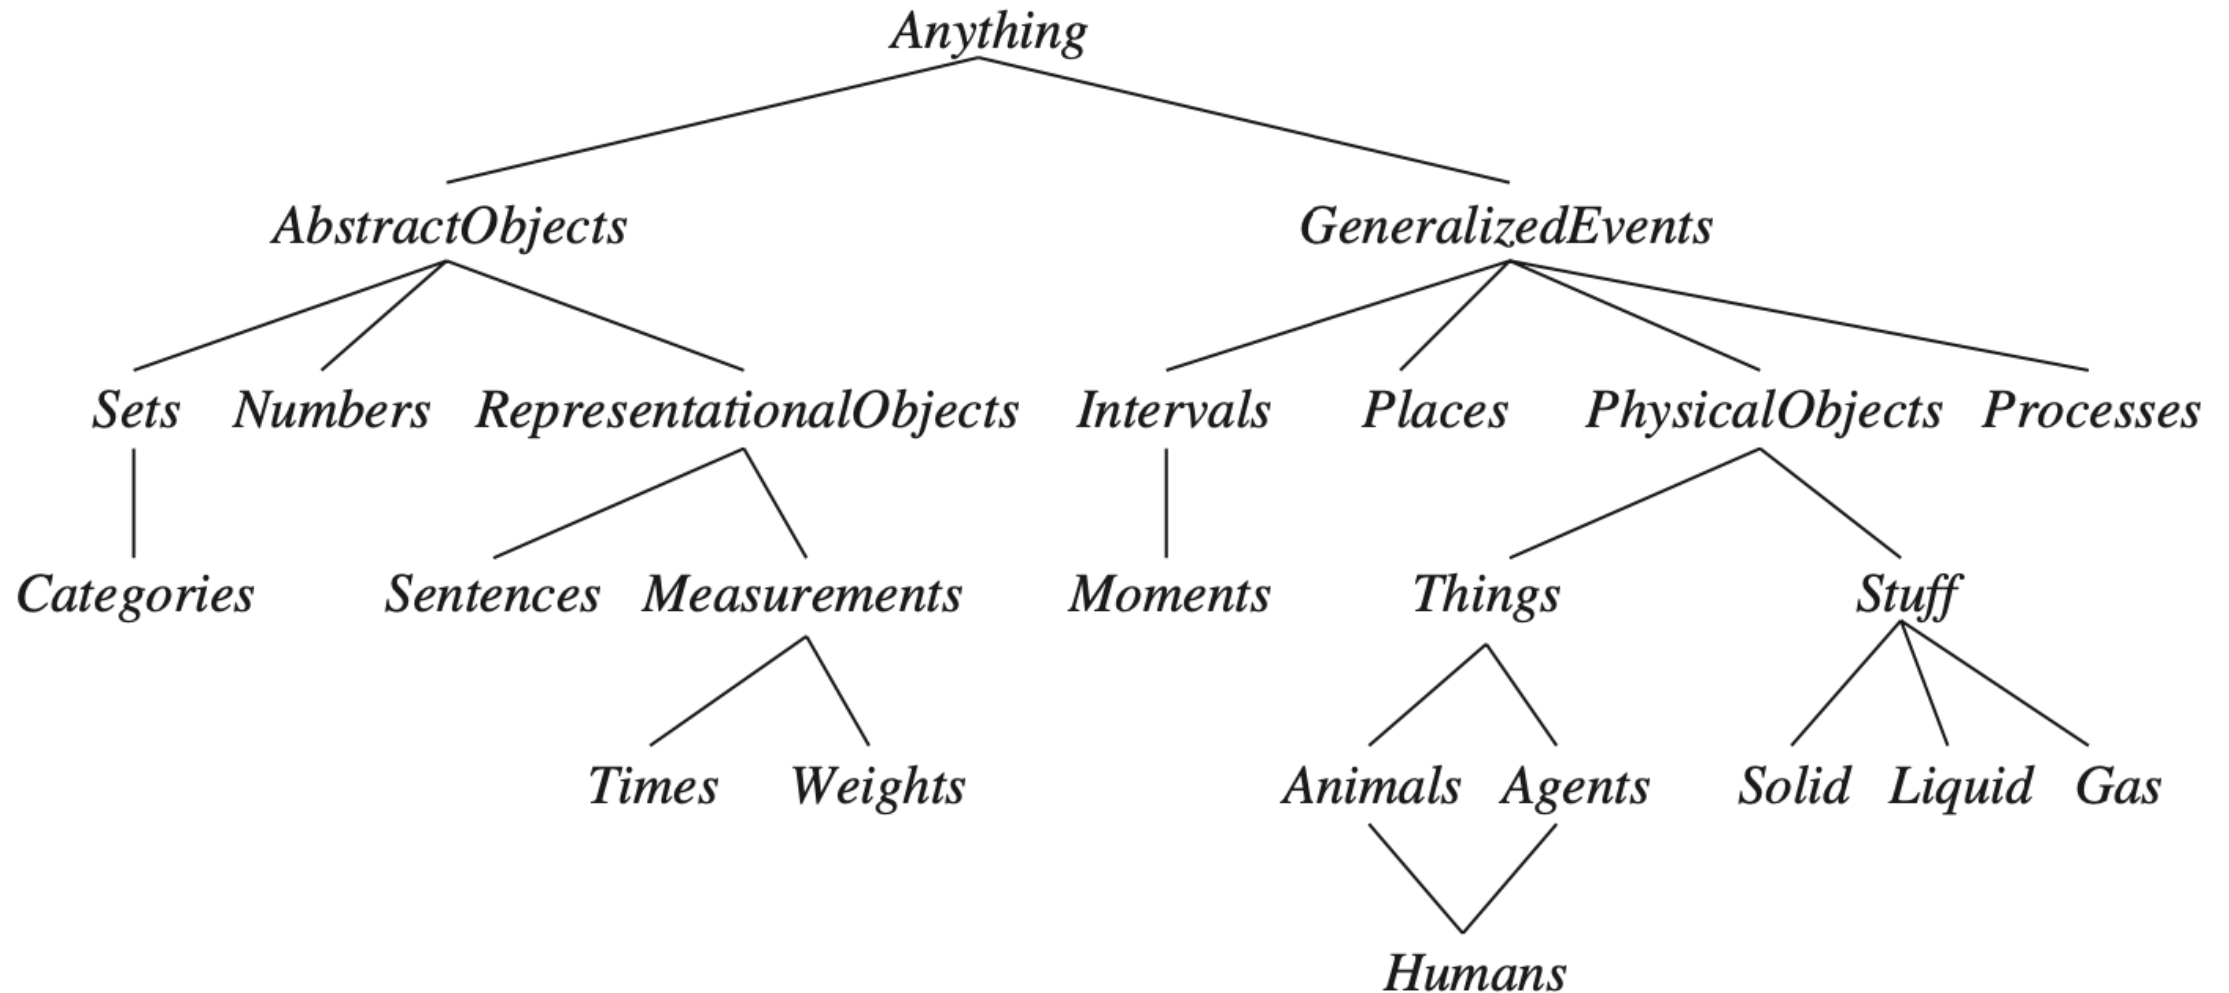 Anything
AbstractObjects GeneralizedEvents
Sets Numbers RepresentationalObjects Intervals Places PhysicalObjects Processes
Categories Sentences Measurements Moments Things Stuff
Times Weights Animals Agents Solid Liquid Gas
Humans